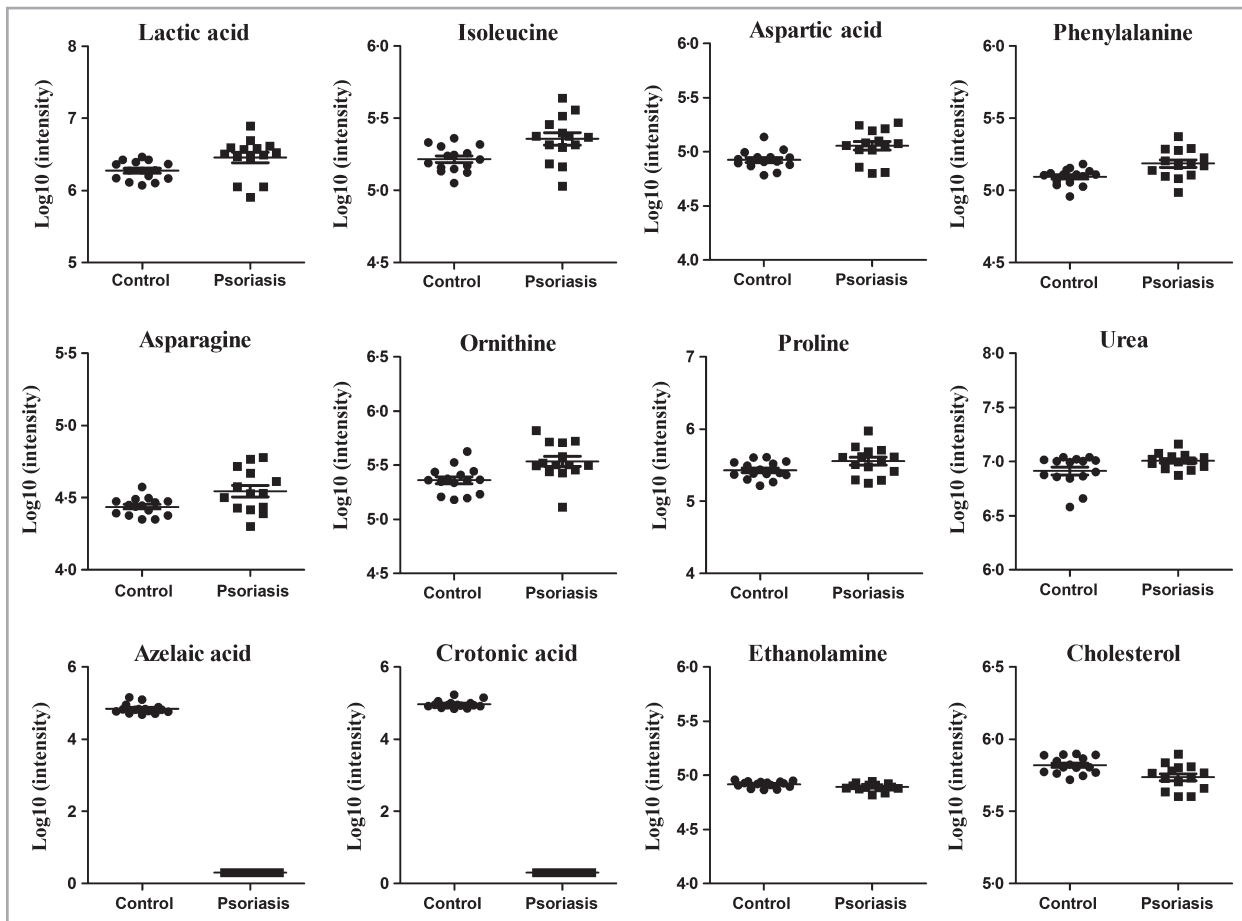 Lactic acid
Log10 (intensity)
8
7
6
5
Control
Psoriasis
Isoleucine
Log10 (intensity)
6·0
5·5
5·0
4·5
Control
Psoriasis
Aspartic acid
Log10 (intensity)
6·0
5·5
5·0
4·5
4.0
Control
Psoriasis
Phenylalanine
Log10 (intensity)
6·0
5·5
5·0
4·5
Control
Psoriasis
Asparagine
Log10 (intensity)
5·5
5·0
4·5
4·0
Control
Psoriasis
Ornithine
Log10 (intensity)
6·5
6·0
5·5
5·0
4·5
Control
Psoriasis
Proline
Log10 (intensity)
7
6
5
4
Control
Psoriasis
Urea
Log10 (intensity)
8·0
7·5
7·0
6·5
6·0
Control
Psoriasis
Azelaic acid
Log10 (intensity)
6
4
2
0
Control
Psoriasis
Crotonic acid
Log10 (intensity)
6
4
2
0
Control
Psoriasis
Ethanolamine
Log10 (intensity)
6·0
5·5
5·0
4·5
4·0
Control
Psoriasis
Cholesterol
Log10 (intensity)
6·5
6·0
5·5
5·0
Control
Psoriasis